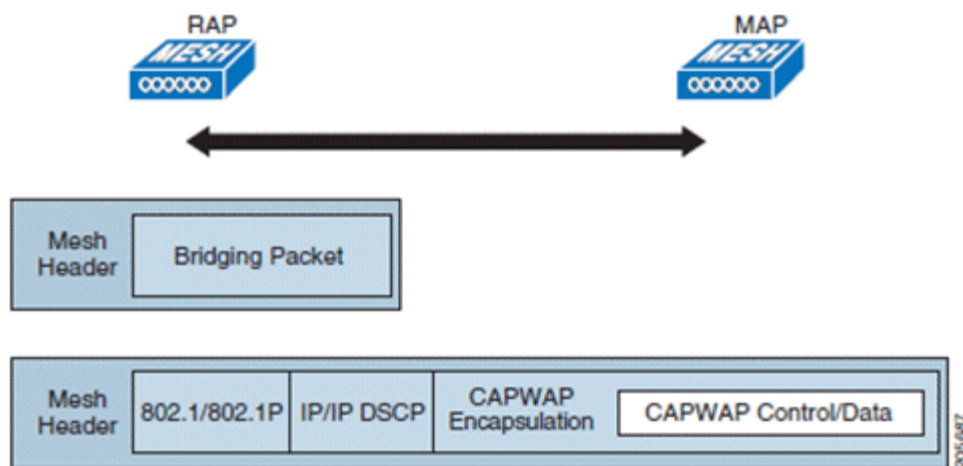 RAP
MAP
MESH
MESH
Mesh
Header
Bridging Packet
Mesh
Header
802.1/802.1P
IP/IP DSCP
CAPWAP
Encapsulation
CAPWAP Control/Data